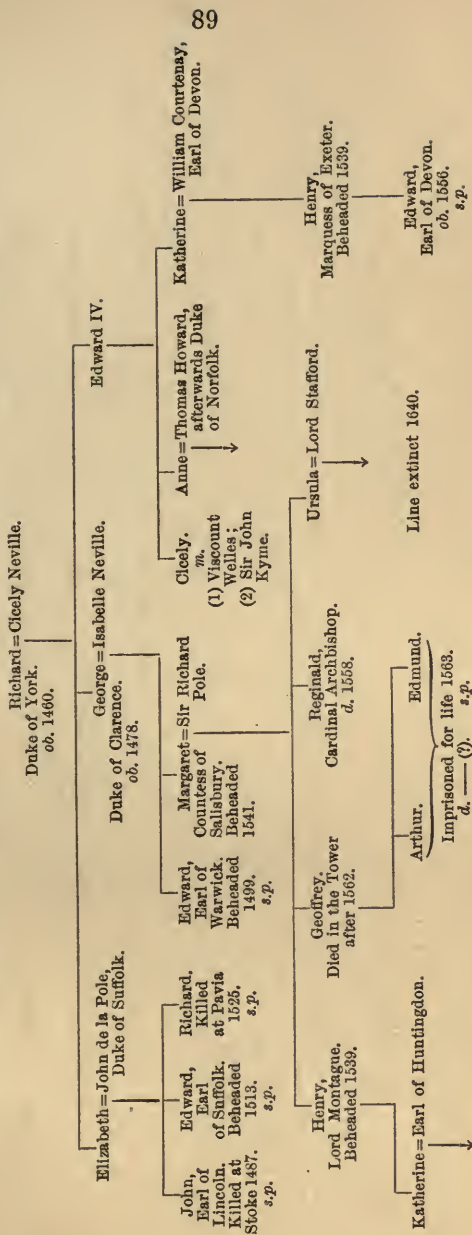 89
Richard=Cicely Neville.
Duke of York.
ob. 1460.
Elizabeth=John de la Pole,
Duke of Suffolk.
George=Isabelle Neville.
Duke of Clarence.
ob. 1478.
Edward IV.
John,
Earl of
Lincoln.
Killed at
Stoke 1487.
s.p.
Edward,
Earl
of Suffolk.
Beheaded
1513.
s.p.
Richard.
Killed
at Pavia
1525.
s.p.
Edward,
Earl of
Warwick.
Beheaded
1499.
s.p.
Margaret=Sir Richard
Countess of Pole.
Salisbury.
Beheaded
1541.
Cicely.
m.
(1) Viscount
Welles;
(2) Sir John
Kyme.
Anne=Thomas Howard,
afterwards Duke
of Norfolk.
Katherine=William Courtenay,
Earl of Devon.
Henry,
Lord Montague.
Beheaded 1539.
Geoffrey.
Died in the Tower
after 1562.
Reginald,
Cardinal Archbishop.
d. 1558.
Ursula=Lord Stafford.
Henry,
Marquess of Exeter.
Beheaded 1539.
Katherine=Earl of Huntingdon.
Arthur.
Edmund.
Imprisoned for life 1563.
d. — (?). s.p.
Line extinct 1640.
Edward,
Earl of Devon.
ob. 1556.
s.p.